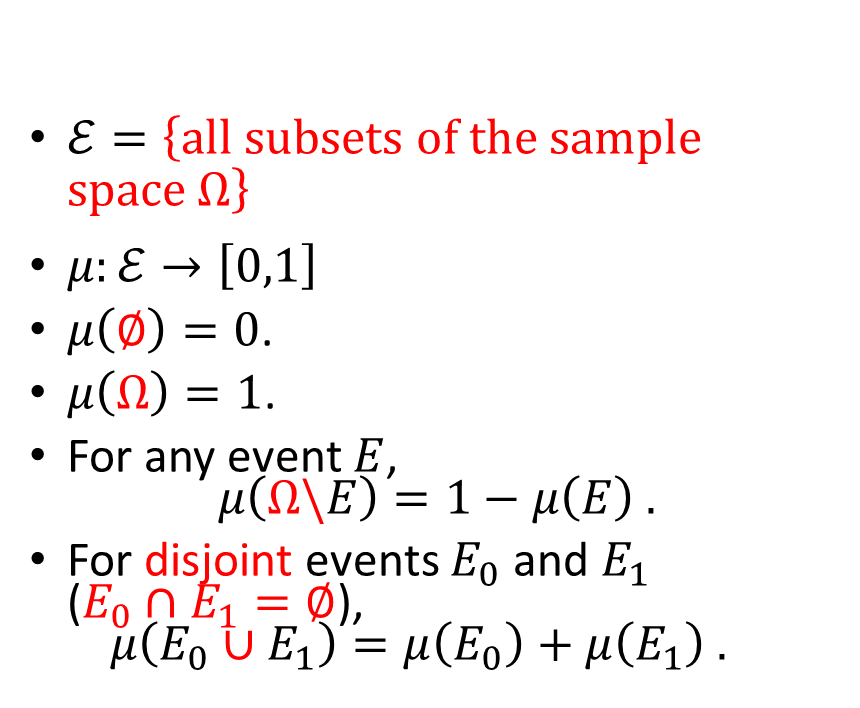 • ℰ = {all subsets of the sample
space Ω}
• 𝜇: ℰ → [0,1]
• 𝜇(∅) = 0.
• 𝜇(Ω) = 1.
• For any event 𝐸,
𝜇(Ω\𝐸) = 1 − 𝜇(𝐸) .
• For disjoint events 𝐸₀ and 𝐸₁
(𝐸₀ ∩ 𝐸₁ = ∅),
𝜇(𝐸₀ ∪ 𝐸₁) = 𝜇(𝐸₀) + 𝜇(𝐸₁) .